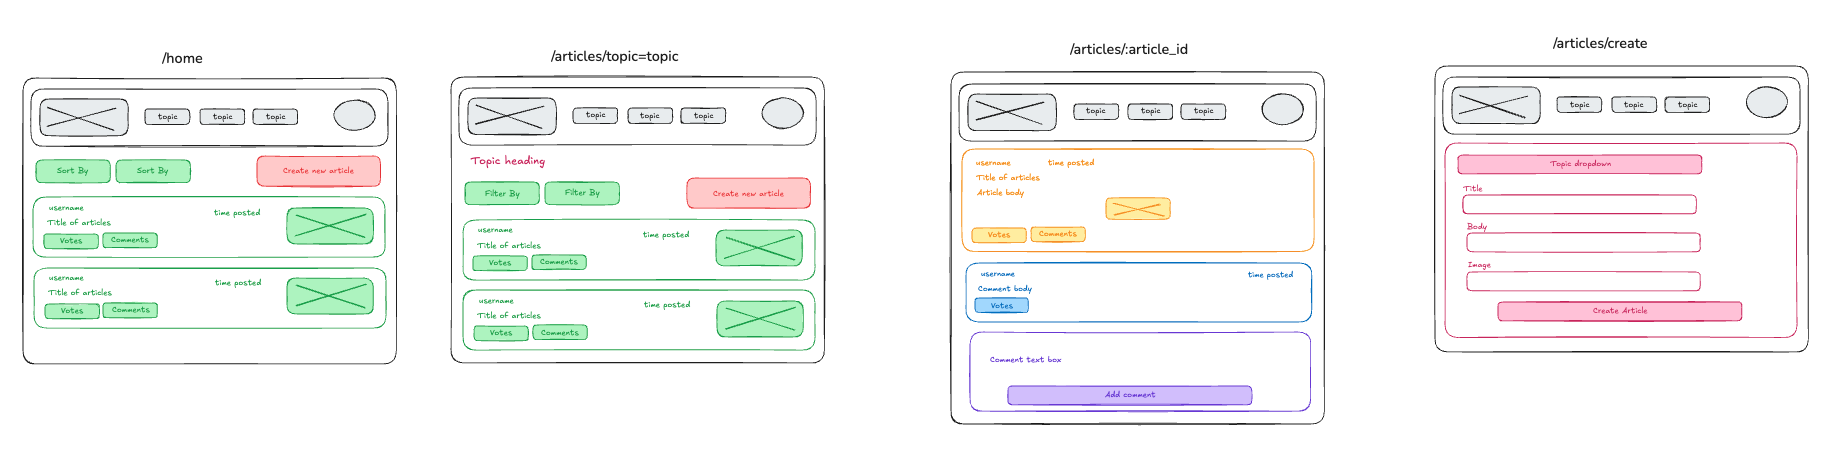 /home
topic topic topic
Sort By Sort By Create new article
username
time posted
Title of articles
Votes Comments
username
time posted
Title of articles
Votes Comments
/articles/topic=topic
topic topic topic
Topic heading
Filter By Filter By Create new article
username
time posted
Title of articles
Votes Comments
username
time posted
Title of articles
Votes Comments
/articles/:article_id
topic topic topic
username time posted
Title of articles
Article body
Votes Comments
username time posted
Comment body
Votes
Comment text box
Add comment
/articles/create
topic topic topic
Topic dropdown
Title
Body
Image
Create Article